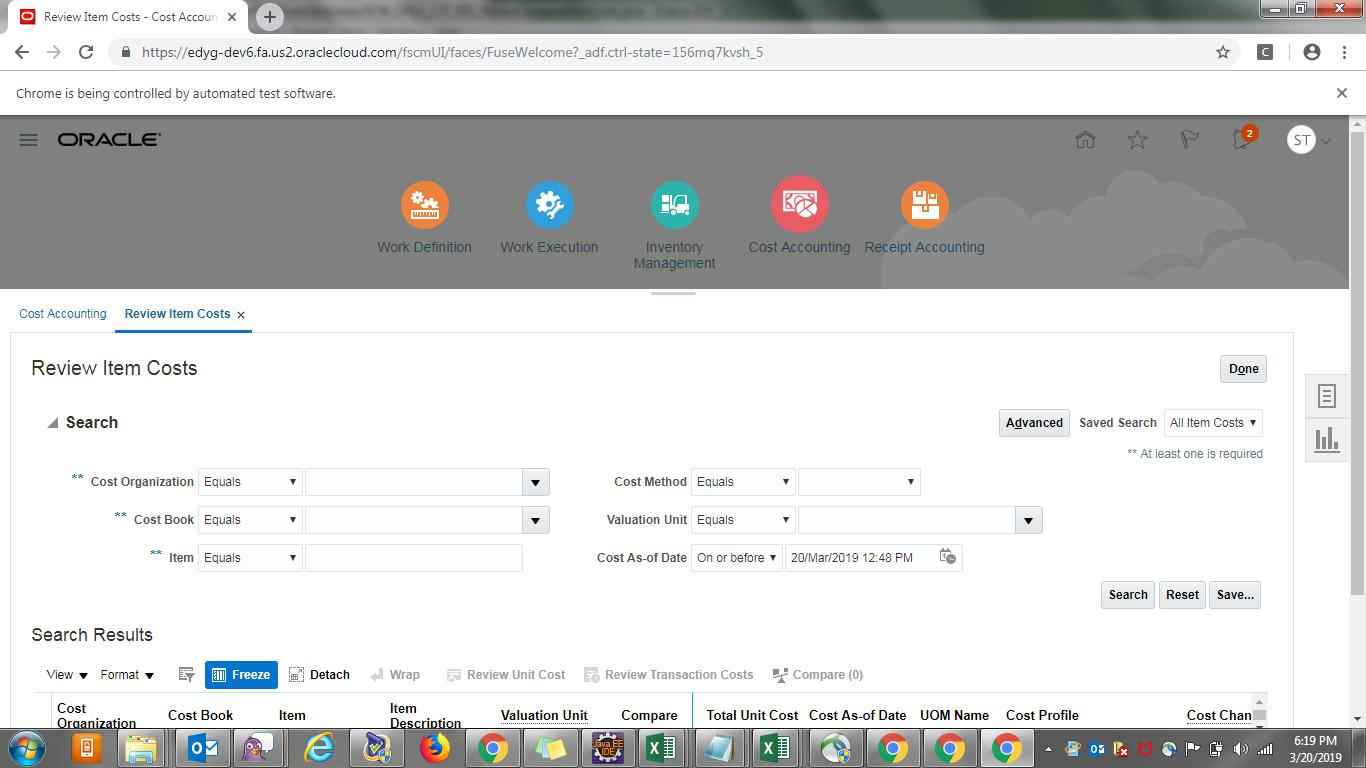 Review Item Costs - Cost Accoun
https://edyg-dev6.fa.us2.oraclecloud.com/fscmUI/faces/FuseWelcome?_adf.ctrl-state=156mq7kvsh_5
C
Chrome is being controlled by automated test software.
ORACLE
2
ST
Work Definition
Work Execution
Inventory
Management
Cost Accounting
Receipt Accounting
Cost Accounting
Review Item Costs
Review Item Costs
Done
Search
Advanced
Saved Search
All Item Costs
** At least one is required
** Cost Organization
Equals
Cost Method
Equals
** Cost Book
Equals
Valuation Unit
Equals
** Item
Equals
Cost As-of Date
On or before
20/Mar/2019 12:48 PM
Search
Reset
Save...
Search Results
View
Format
Freeze
Detach
Wrap
Review Unit Cost
Review Transaction Costs
Compare (0)
Cost
Organization
Cost Book
Item
Item
Description
Valuation Unit
Compare
Total Unit Cost
Cost As-of Date
UOM Name
Cost Profile
Cost Chan
Java EE
IDE
6:19 PM
3/20/2019